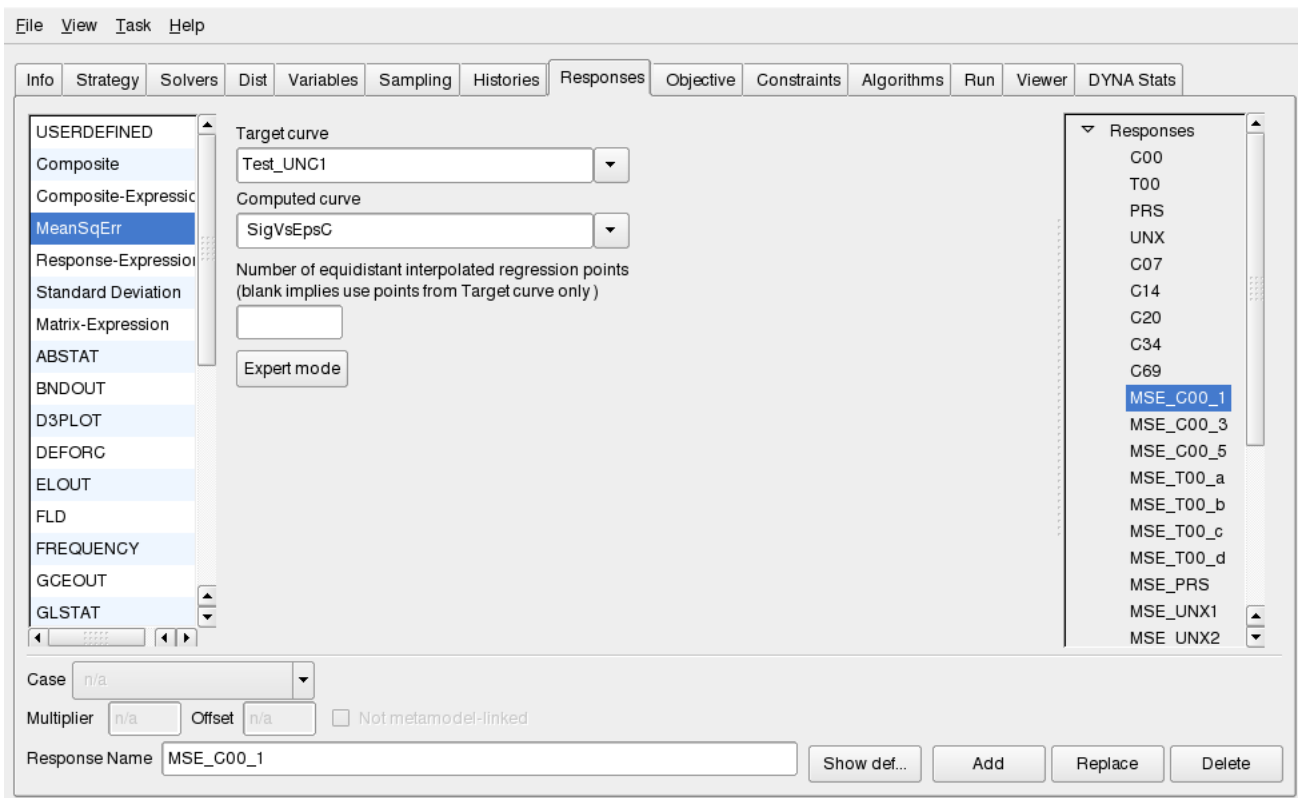 File View Task Help
Info Strategy Solvers Dist Variables Sampling Histories Responses Objective Constraints Algorithms Run Viewer DYNA Stats
USERDEFINED
Composite
Composite-Expressic
MeanSqErr
Response-Expression
Standard Deviation
Matrix-Expression
ABSTAT
BNDOUT
D3PLOT
DEFORC
ELOUT
FLD
FREQUENCY
GCEOUT
GLSTAT
Target curve
Test_UNC1
Computed curve
SigVsEpsC
Number of equidistant interpolated regression points
(blank implies use points from Target curve only )
Expert mode
Responses
C00
T00
PRS
UNX
C07
C14
C20
C34
C69
MSE_C00_1
MSE_C00_3
MSE_C00_5
MSE_T00_a
MSE_T00_b
MSE_T00_c
MSE_T00_d
MSE_PRS
MSE_UNX1
MSE_UNX2
Case n/a
Multiplier n/a Offset n/a Not metamodel-linked
Response Name MSE_C00_1 Show def... Add Replace Delete